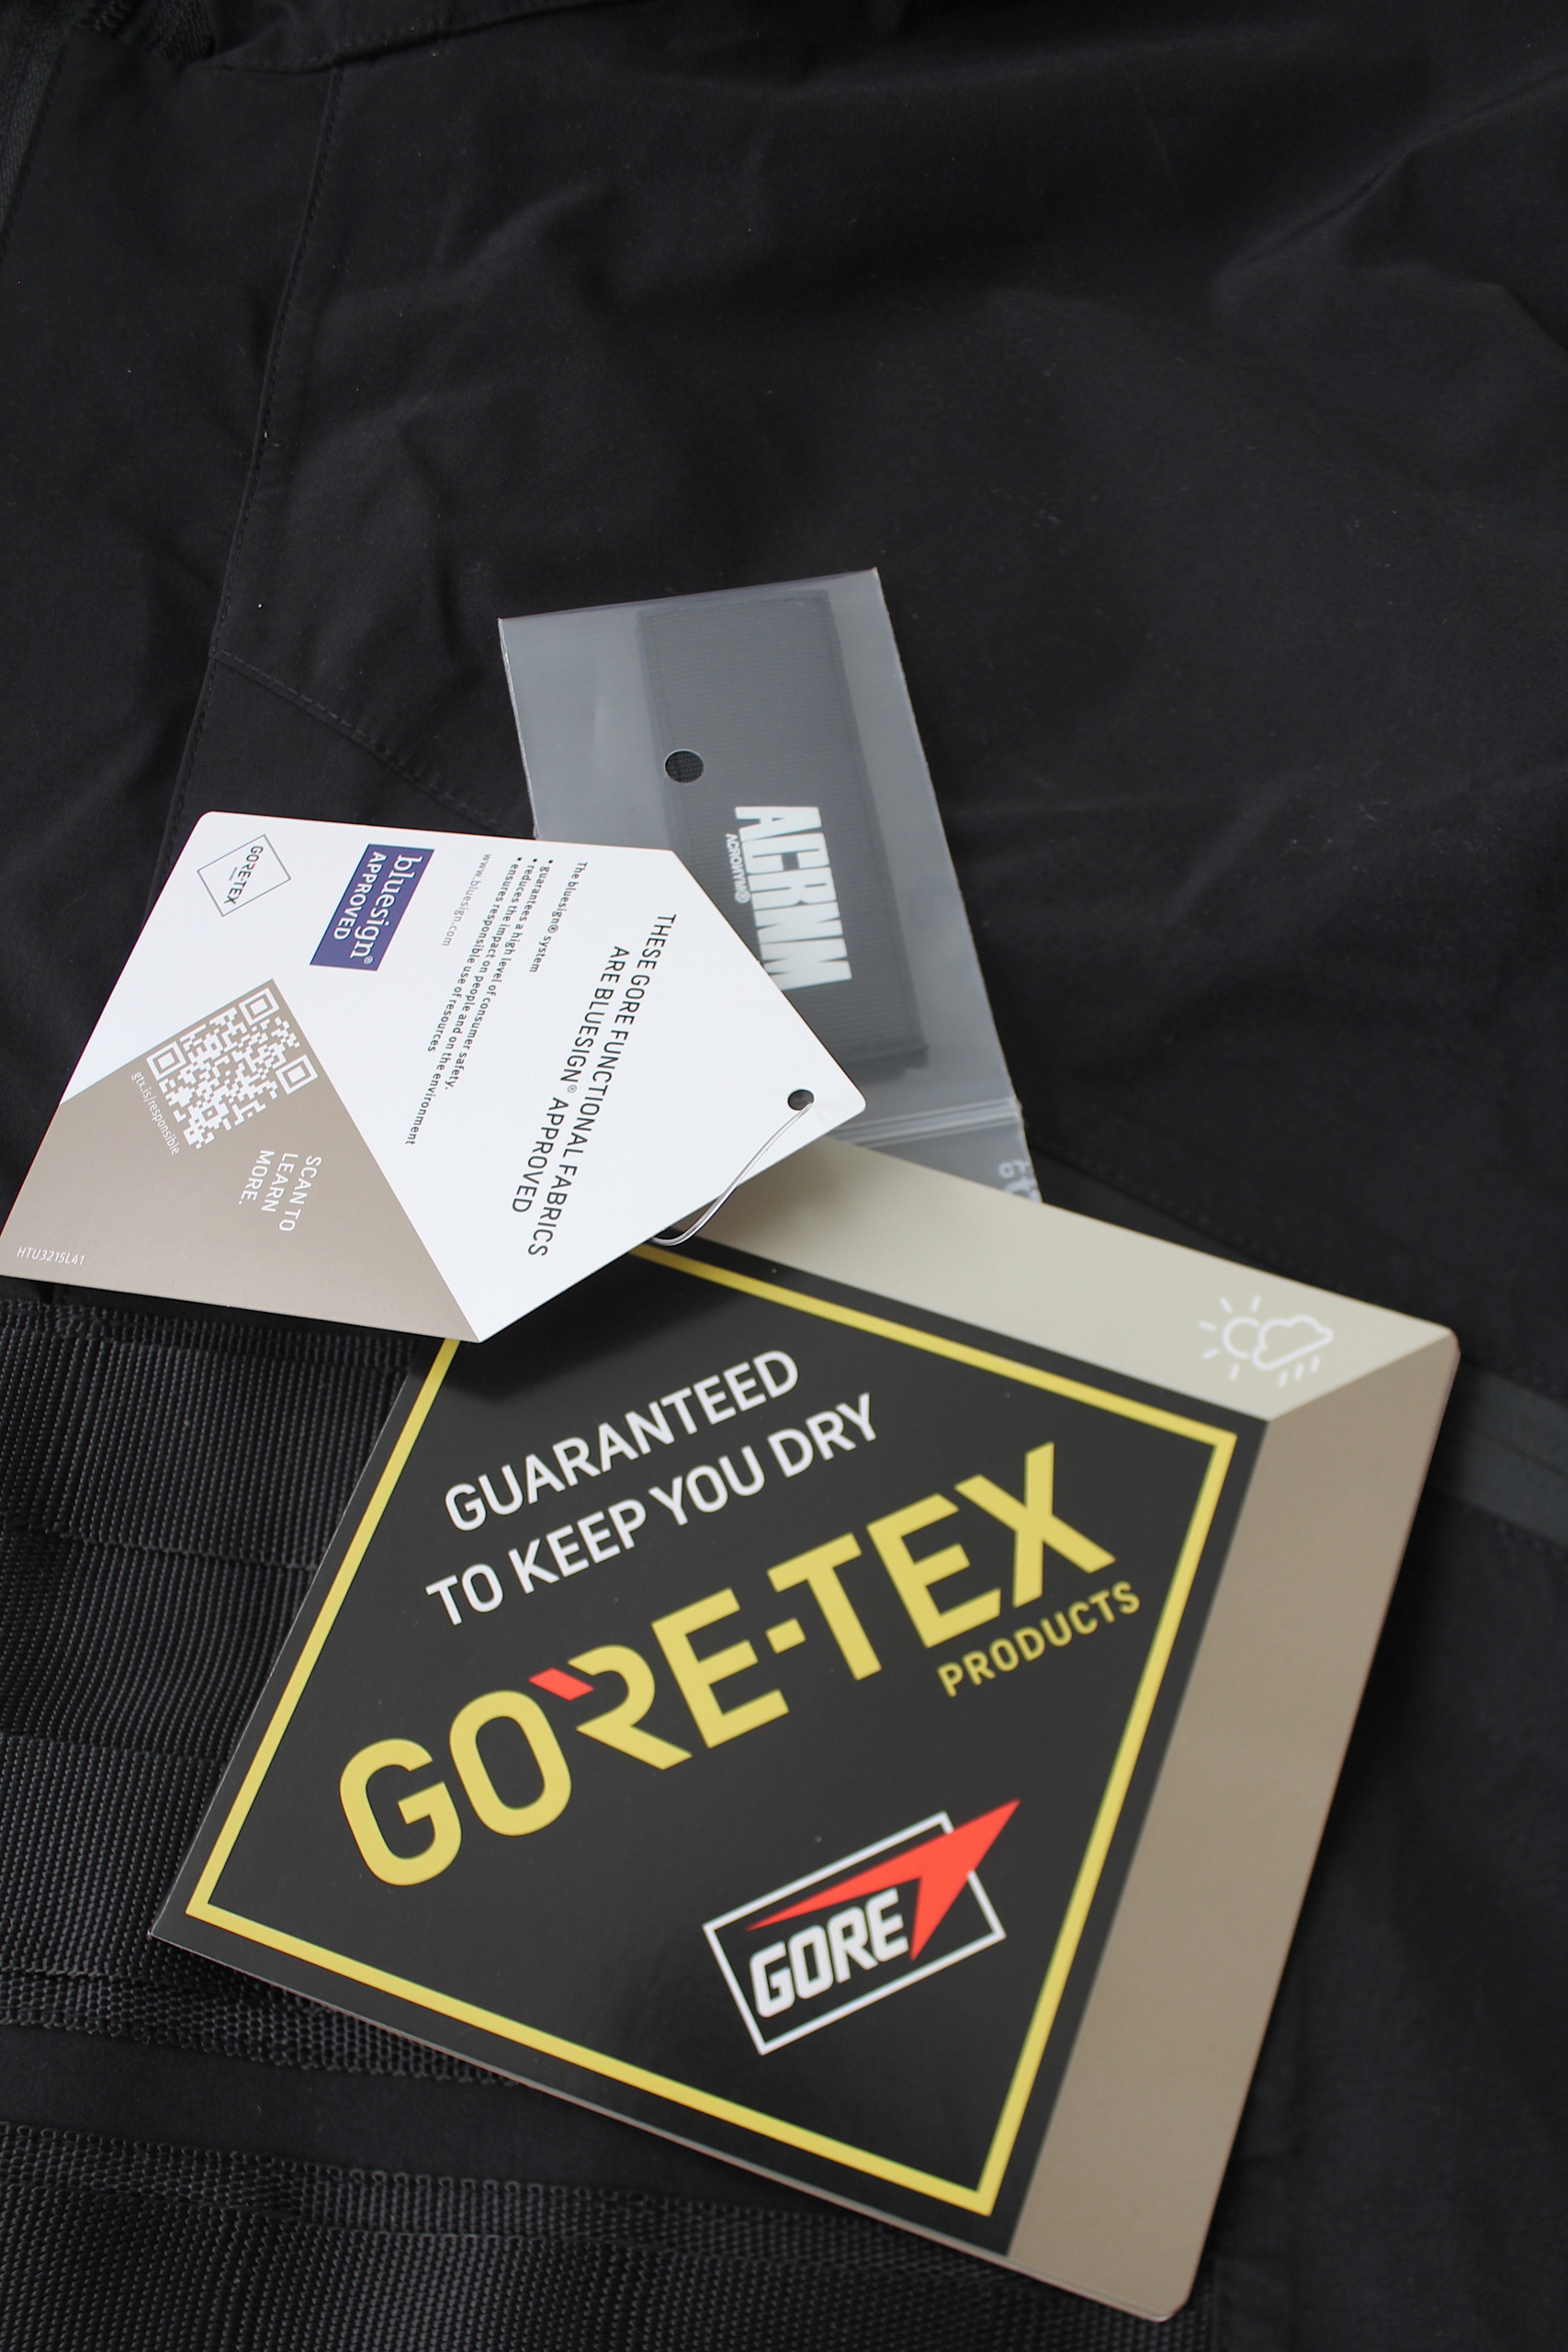 ACRNM
ACRONYM®
THESE GORE FUNCTIONAL FABRICS
ARE BLUESIGN® APPROVED
The bluesign® system
• guarantees a high level of consumer safety.
• reduces the impact on people and on the environment
• ensures responsible use of resources
www.bluesign.com
bluesign®
APPROVED
GORE-TEX
SCAN TO
LEARN
MORE.
gtx.is/responsible
HTU3215L41
GUARANTEED
TO KEEP YOU DRY
GORE-TEX
PRODUCTS
GORE